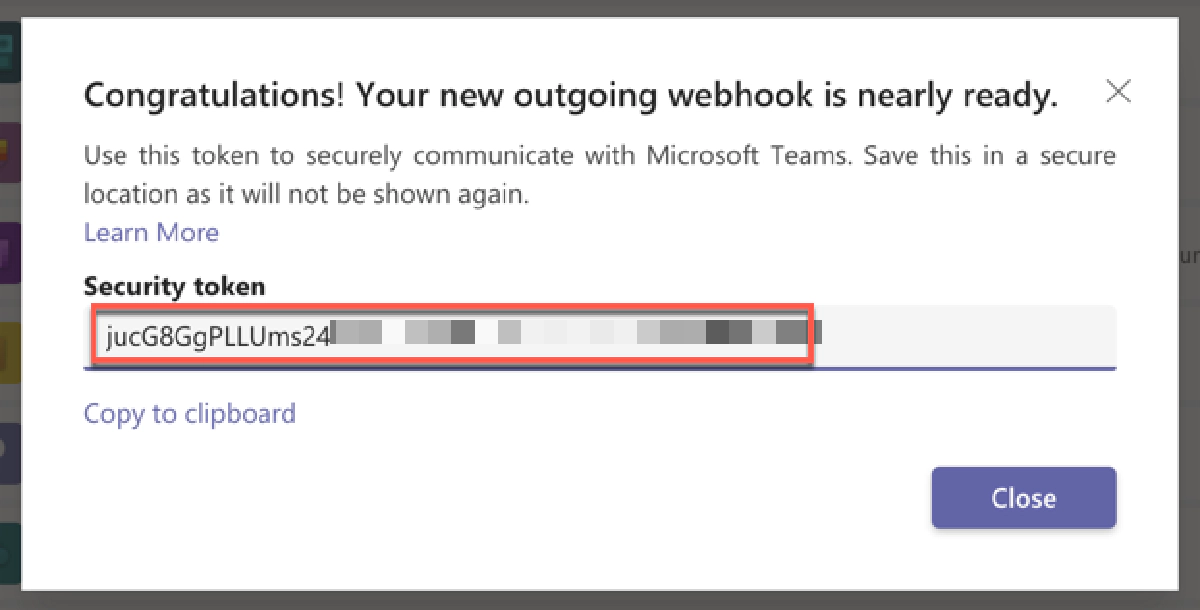 Congratulations! Your new outgoing webhook is nearly ready.
Use this token to securely communicate with Microsoft Teams. Save this in a secure
location as it will not be shown again.
Learn More
Security token
jucG8GgPLLUms24
Copy to clipboard
Close
ur